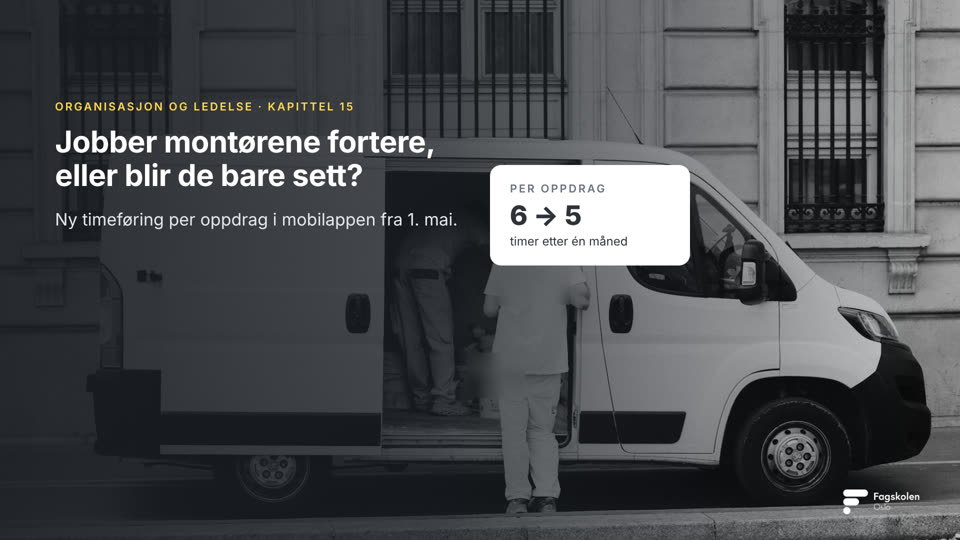 ORGANISASJON OG LEDELSE · KAPITTEL 15
Jobber montørene fortere,
eller blir de bare sett?
Ny timeføring per oppdrag i mobilappen fra 1. mai.
PER OPPDRAG
6 → 5
timer etter én måned
Fagskolen
Oslo